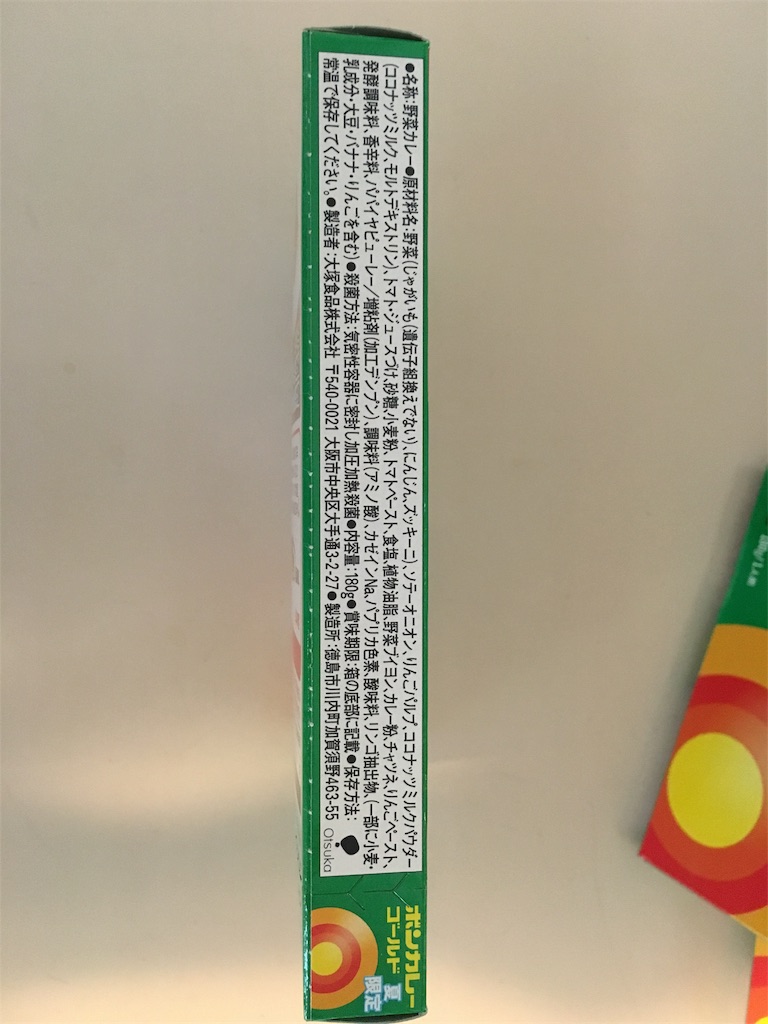 ●名称:野菜カレー●原材料名:野菜(じゃがいも(遺伝子組換えでない)、にんじん、ズッキーニ)、ソテーオニオン、りんごパルプ、ココナッツミルクパウダー
(ココナッツミルク、モルトデキストリン)、トマト・ジュースづけ、砂糖、小麦粉、トマトペースト、食塩、植物油脂、野菜ブイヨン、カレー粉、チャツネ、りんごペースト、
発酵調味料、香辛料、パパイヤピューレー/増粘剤(加工デンプン)、調味料(アミノ酸)、カゼインNa、パプリカ色素、酸味料、リンゴ抽出物、(一部に小麦・
乳成分・大豆・バナナ・りんごを含む)●殺菌方法:気密性容器に密封し加圧加熱殺菌●内容量:180g●賞味期限:箱の底部に記載●保存方法:
常温で保存してください。●製造者:大塚食品株式会社 〒540-0021 大阪市中央区大手通3-2-27●製造所:徳島市川内町加賀須野463-55
Otsuka
ボンカレー
ゴールド
夏
限定